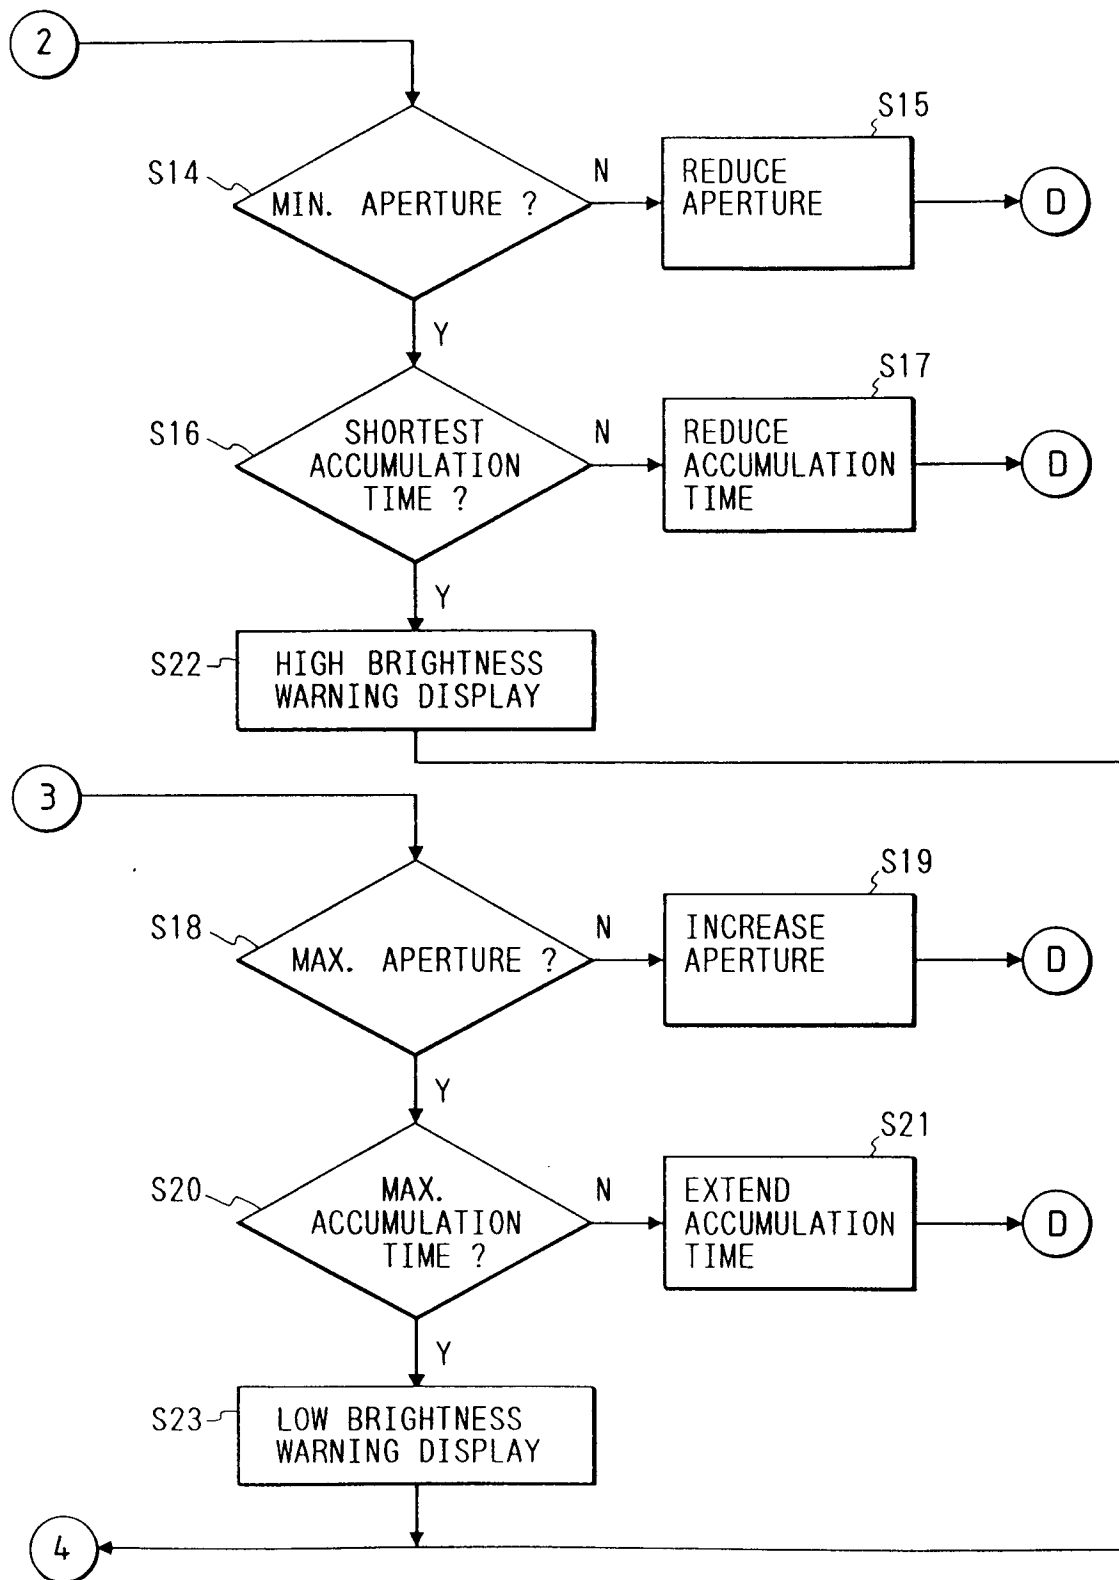 2
S14
MIN. APERTURE ?
N
S15
REDUCE
APERTURE
D
Y
S16
SHORTEST
ACCUMULATION
TIME ?
N
S17
REDUCE
ACCUMULATION
TIME
D
Y
S22
HIGH BRIGHTNESS
WARNING DISPLAY
3
S18
MAX. APERTURE ?
N
S19
INCREASE
APERTURE
D
Y
S20
MAX.
ACCUMULATION
TIME ?
N
S21
EXTEND
ACCUMULATION
TIME
D
Y
S23
LOW BRIGHTNESS
WARNING DISPLAY
4